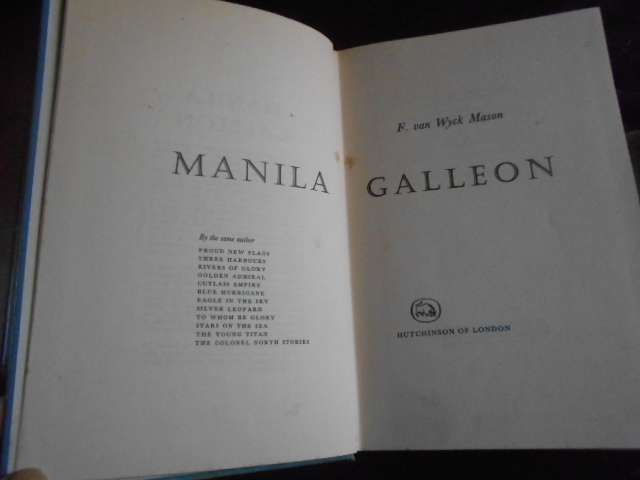 F. van Wyck Mason
MANILA GALLEON
By the same author
PROUD NEW FLAGS
THREE HARBOURS
RIVERS OF GLORY
GOLDEN ADMIRAL
CUTLASS EMPIRE
BLUE HURRICANE
EAGLE IN THE SKY
SILVER LEOPARD
TO WHOM BE GLORY
STARS ON THE SEA
THE YOUNG TITAN
THE COLONEL NORTH STORIES
HUTCHINSON OF LONDON